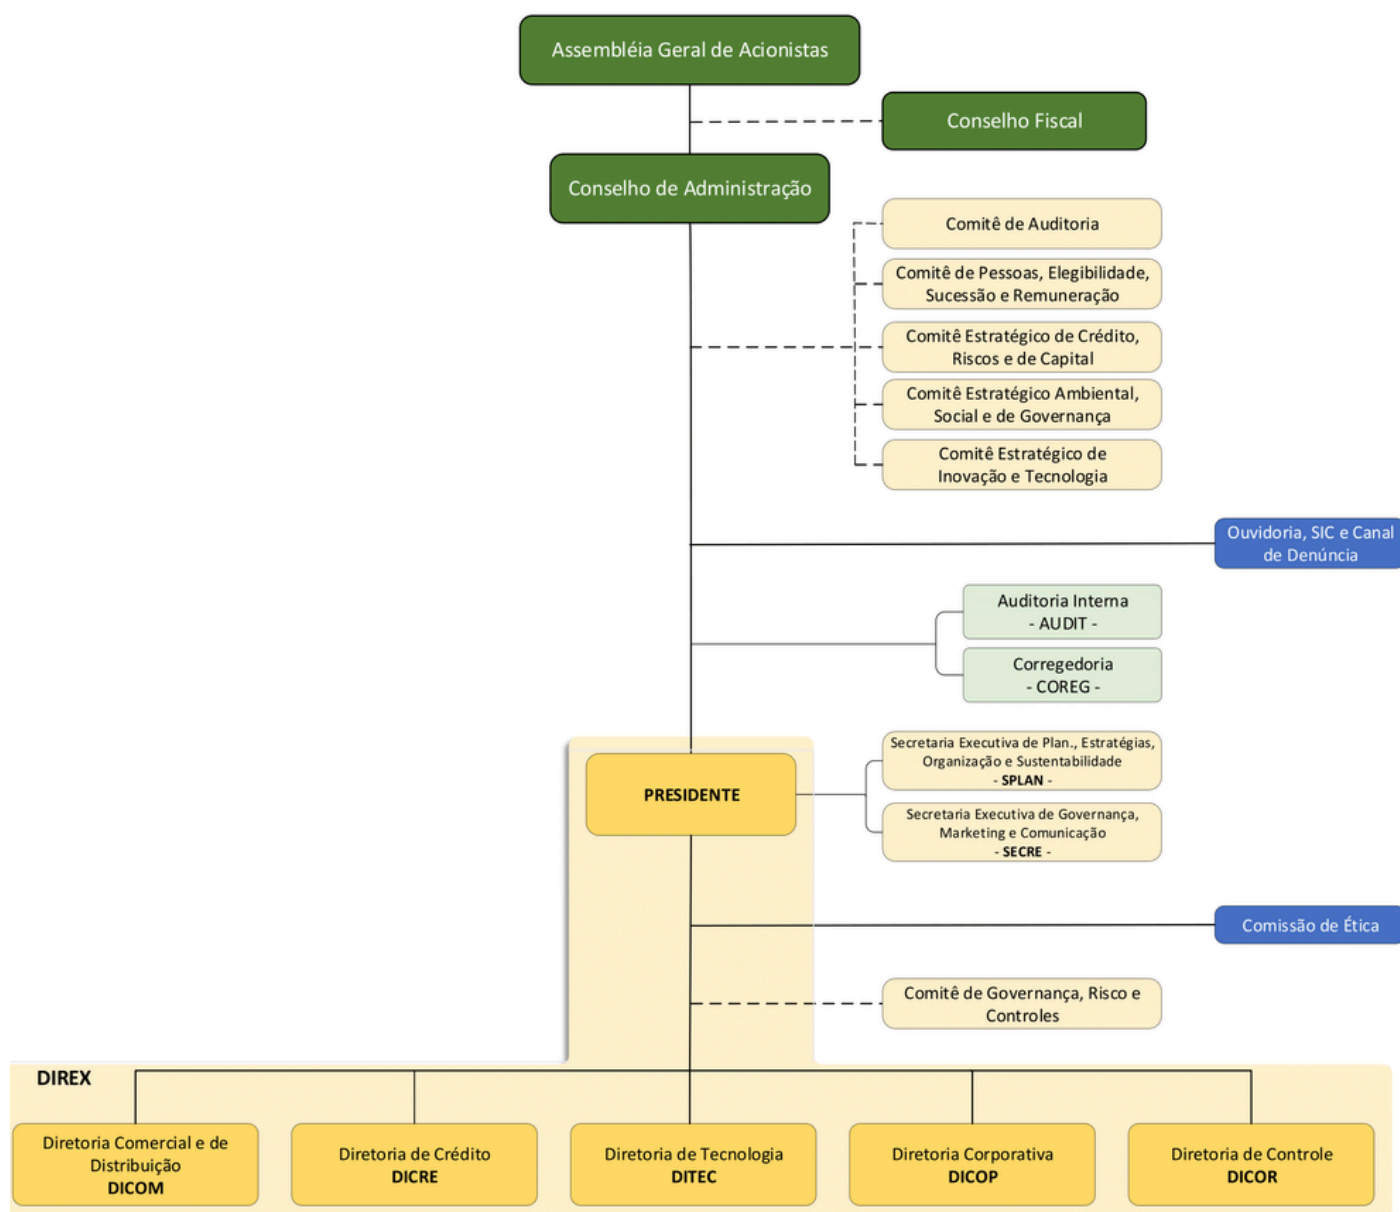 Assembléia Geral de Acionistas
Conselho Fiscal
Conselho de Administração
Comitê de Auditoria
Comitê de Pessoas, Elegibilidade,
Sucessão e Remuneração
Comitê Estratégico de Crédito,
Riscos e de Capital
Comitê Estratégico Ambiental,
Social e de Governança
Comitê Estratégico de
Inovação e Tecnologia
Ouvidoria, SIC e Canal
de Denúncia
Auditoria Interna
- AUDIT -
Corregedoria
- COREG -
Secretaria Executiva de Plan., Estratégias,
Organização e Sustentabilidade
- SPLAN -
PRESIDENTE
Secretaria Executiva de Governança,
Marketing e Comunicação
- SECRE -
Comissão de Ética
Comitê de Governança, Risco e
Controles
DIREX
Diretoria Comercial e de
Distribuição
DICOM
Diretoria de Crédito
DICRE
Diretoria de Tecnologia
DITEC
Diretoria Corporativa
DICOP
Diretoria de Controle
DICOR